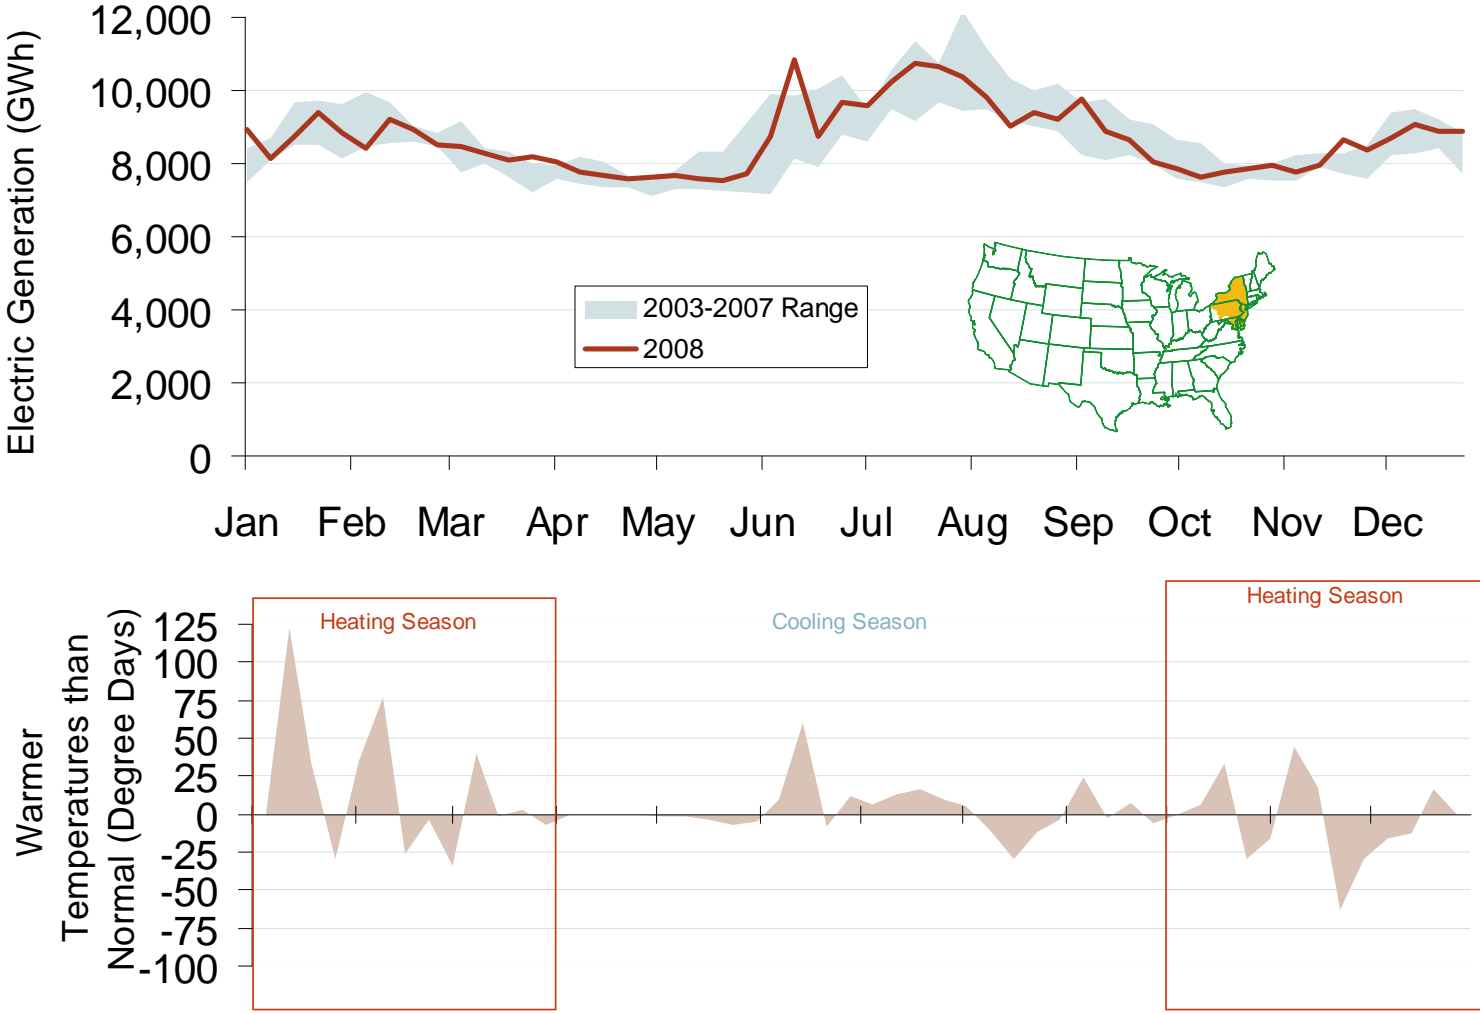 Electric Generation (GWh)
12,000
10,000
8,000
6,000
4,000
2,000
0
2003-2007 Range
2008
Jan Feb Mar Apr May Jun Jul Aug Sep Oct Nov Dec
Warmer
Temperatures than
Normal (Degree Days)
125
100
75
50
25
0
-25
-50
-75
-100
Heating Season
Cooling Season
Heating Season